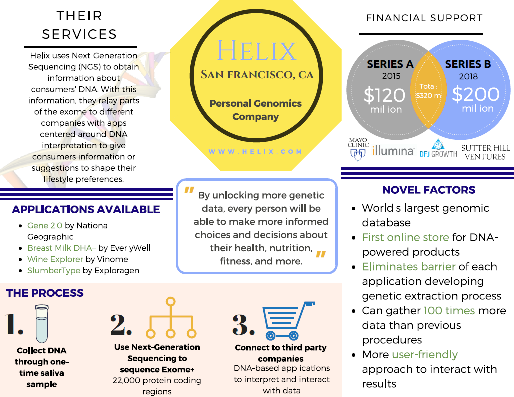 THEIR
SERVICES
Helix uses Next Generation
Sequencing (NGS) to obtain
information about
consumers' DNA. With this
information, they relay parts
of the exome to different
companies with apps
centered around DNA
interpretation to give
consumers information or
suggestions to shape their
lifestyle preferences.
APPLICATIONS AVAILABLE
Gene 2.0 by National
Geographic
Breast Milk DHA+ by EverlyWell
Wine Explorer by Vinome
SlumberType by Exploragen
HELIX
SAN FRANCISCO, CA
Personal Genomics
Company
WWW.HELIX.COM
" By unlocking more genetic
data, every person will be
able to make more informed
choices and decisions about
their health, nutrition,
fitness, and more. "
FINANCIAL SUPPORT
SERIES A
2015
$120
million
Total:
$320 m
SERIES B
2018
$200
million
MAYO
CLINIC
illumina
DFJ GROWTH
SUTTER HILL
VENTURES
NOVEL FACTORS
World's largest genomic
database
First online store for DNA-
powered products
Eliminates barrier of each
application developing
genetic extraction process
Can gather 100 times more
data than previous
procedures
More user-friendly
approach to interact with
results
THE PROCESS
1.
Collect DNA
through one-
time saliva
sample
2.
Use Next-Generation
Sequencing to
sequence Exome+
22,000 protein coding
regions
3.
Connect to third party
companies
DNA-based applications
to interpret and interact
with data